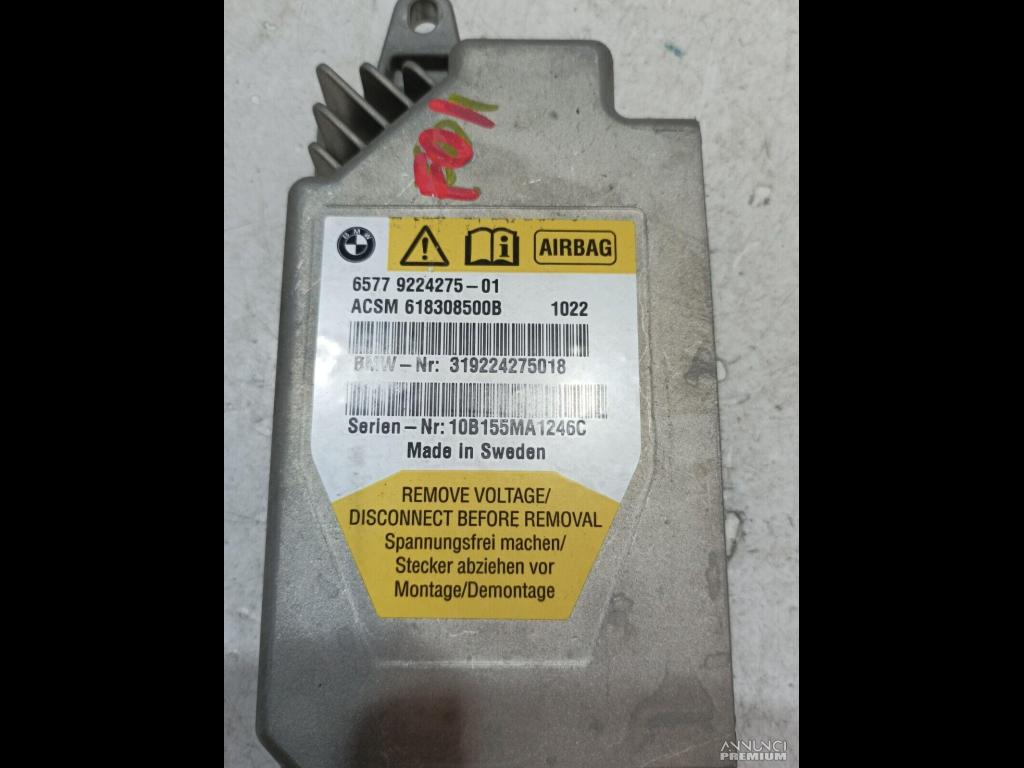 F01
BMW
AIRBAG
6577 9224275-01
ACSM 618308500B 1022
BMW-Nr: 319224275018
Serien-Nr: 10B155MA1246C
Made in Sweden
REMOVE VOLTAGE/
DISCONNECT BEFORE REMOVAL
Spannungsfrei machen/
Stecker abziehen vor
Montage/Demontage
ANNUNCI
PREMIUM